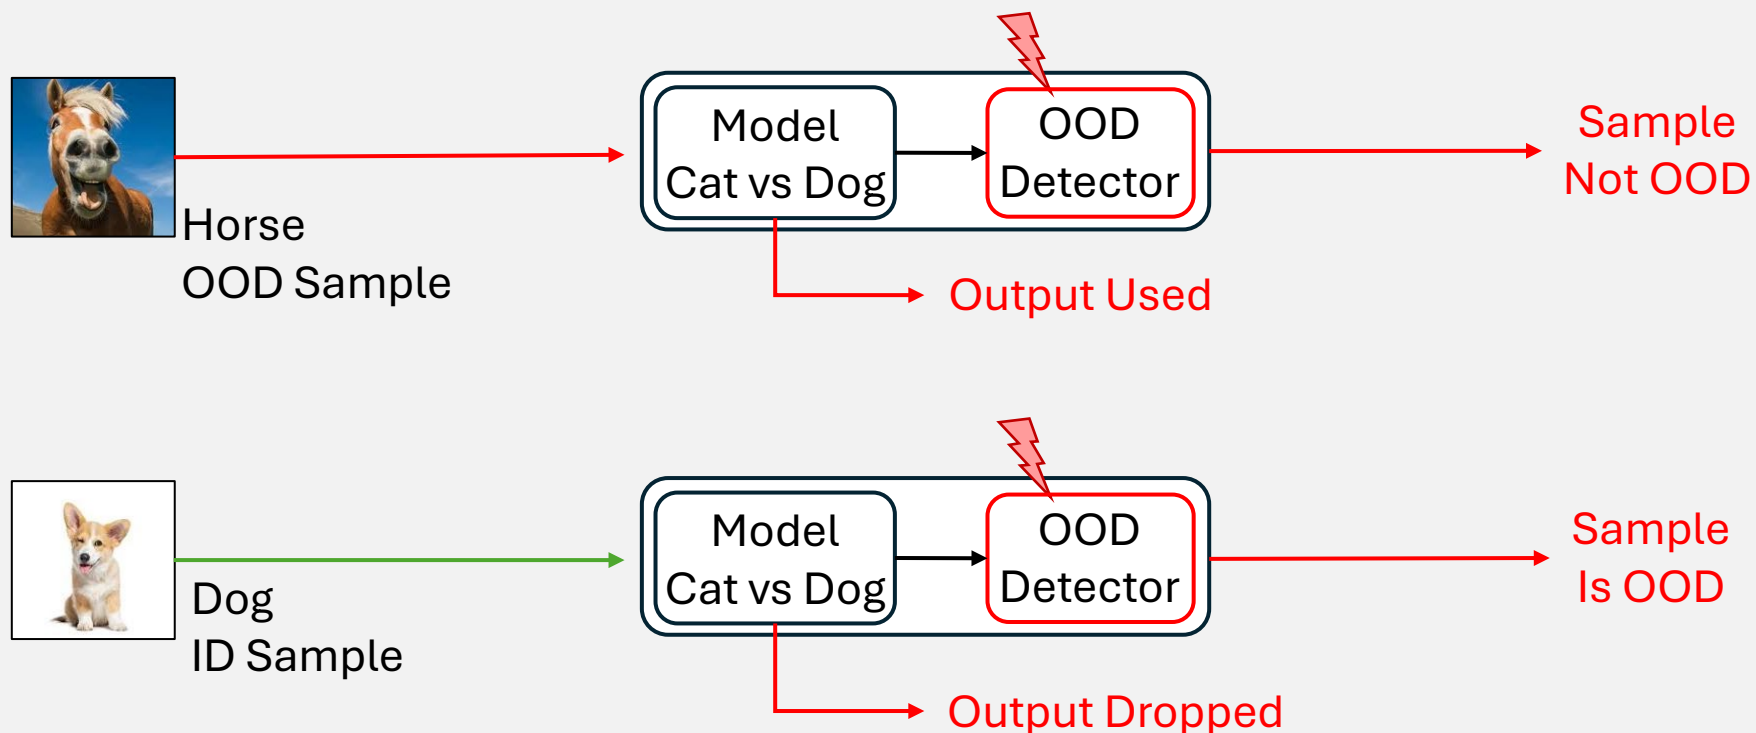 Horse
OOD Sample
Model
Cat vs Dog
OOD
Detector
Sample
Not OOD
Output Used
Dog
ID Sample
Model
Cat vs Dog
OOD
Detector
Sample
Is OOD
Output Dropped